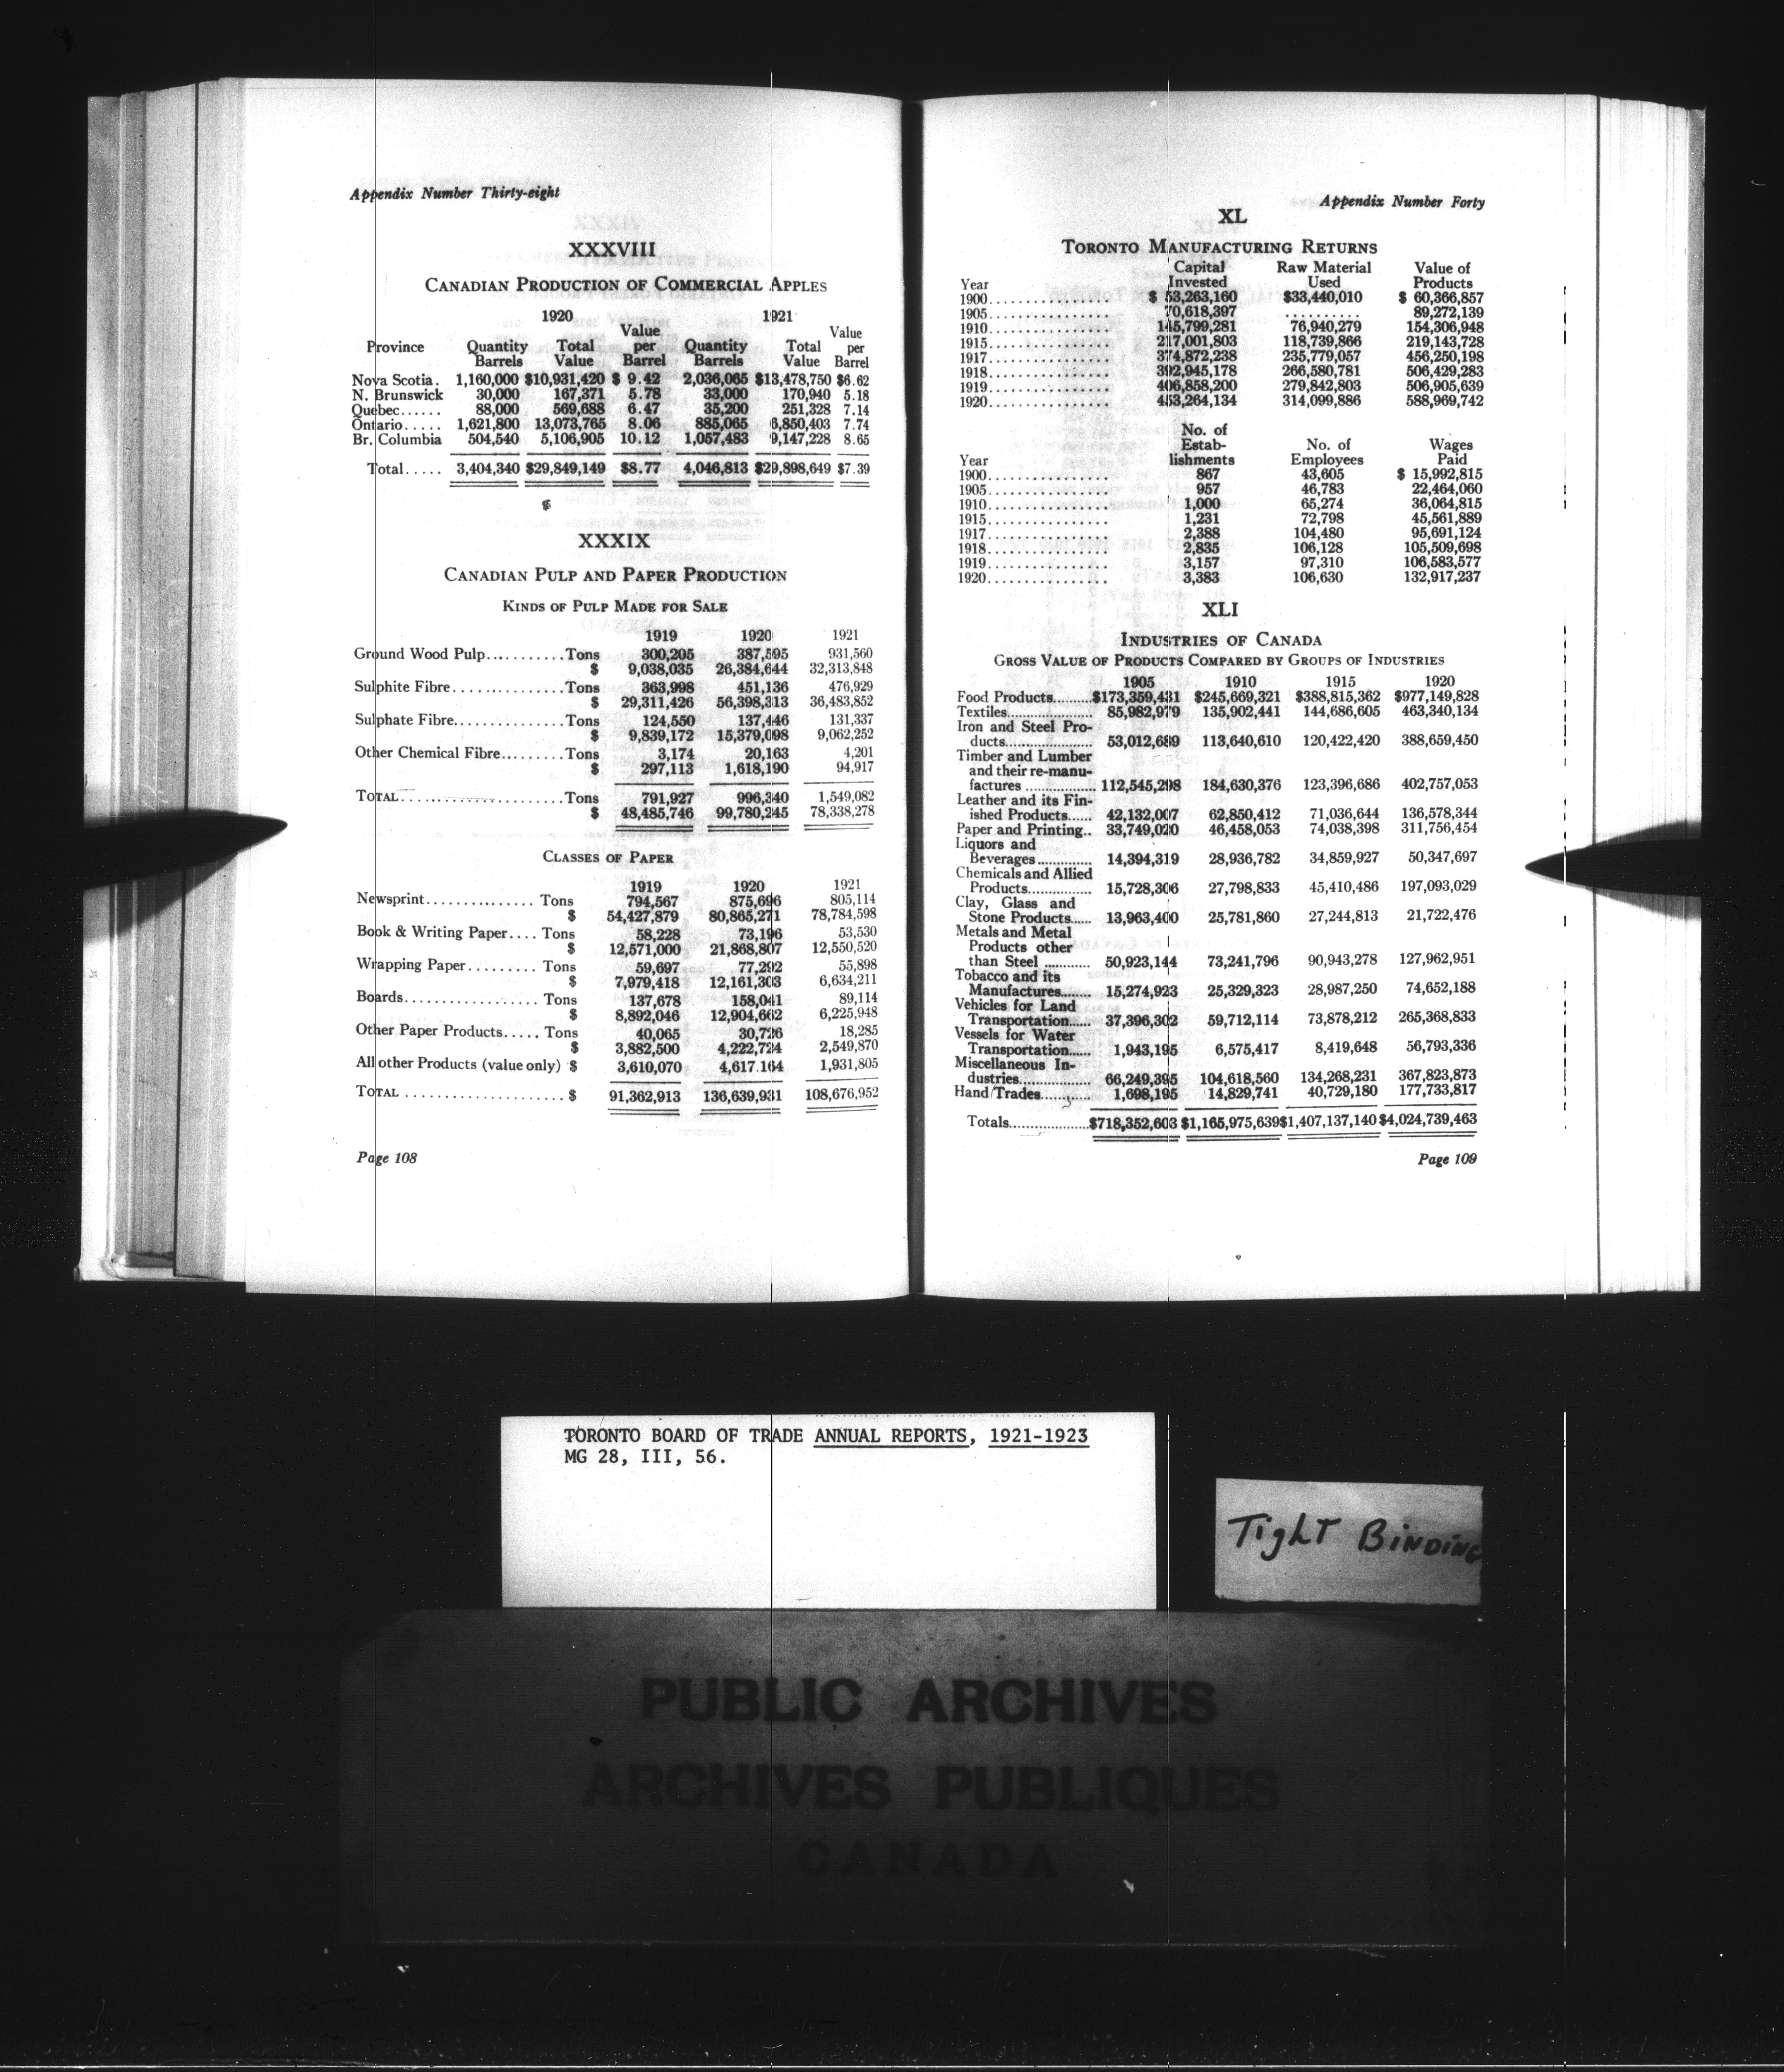 Appendix Number Thirty-eight
XXXVIII
CANADIAN PRODUCTION OF COMMERCIAL APPLES
1920 1921
Value Value
Province Quantity Total per Quantity Total per
Barrels Value Barrel Barrels Value Barrel
Nova Scotia. 1,160,000 $10,931,420 $ 9.42 2,036,065 $13,478,750 $6.62
N. Brunswick 30,000 167,371 5.78 33,000 170,940 5.18
Quebec...... 88,000 569,688 6.47 35,200 251,328 7.14
Ontario..... 1,621,800 13,073,765 8.06 885,065 6,850,403 7.74
Br. Columbia 504,540 5,106,905 10.12 1,057,483 9,147,228 8.65
Total..... 3,404,340 $29,849,149 $8.77 4,046,813 $29,898,649 $7.39
XXXIX
CANADIAN PULP AND PAPER PRODUCTION
KINDS OF PULP MADE FOR SALE
1919 1920 1921
Ground Wood Pulp........... Tons 300,205 387,595 931,560
$ 9,038,035 26,384,644 32,313,848
Sulphite Fibre............... Tons 363,998 451,136 476,929
$ 29,311,426 56,398,313 36,483,852
Sulphate Fibre............... Tons 124,550 137,446 131,337
$ 9,839,172 15,379,098 9,062,252
Other Chemical Fibre......... Tons 3,174 20,163 4,201
$ 297,113 1,618,190 94,917
TOTAL...................... Tons 791,927 996,340 1,549,082
$ 48,485,746 99,780,245 78,338,278
CLASSES OF PAPER
1919 1920 1921
Newsprint.............. Tons 794,567 875,696 805,114
$ 54,427,879 80,865,271 78,784,598
Book & Writing Paper.... Tons 58,228 73,196 53,530
$ 12,571,000 21,868,807 12,550,520
Wrapping Paper......... Tons 59,697 77,292 55,898
$ 7,979,418 12,161,303 6,634,211
Boards................. Tons 137,678 158,041 89,114
$ 8,892,046 12,904,662 6,225,948
Other Paper Products..... Tons 40,065 30,726 18,285
$ 3,882,500 4,222,724 2,549,870
All other Products (value only) $ 3,610,070 4,617.164 1,931,805
TOTAL ..................... $ 91,362,913 136,639,931 108,676,952
Page 108
Appendix Number Forty
XL
TORONTO MANUFACTURING RETURNS
Capital Raw Material Value of
Year Invested Used Products
1900................ $ 53,263,160 $33,440,010 $ 60,366,857
1905................ 70,618,397 .......... 89,272,139
1910................ 145,799,281 76,940,279 154,306,948
1915................ 217,001,803 118,739,866 219,143,728
1917................ 374,872,238 235,779,057 456,250,198
1918................ 392,945,178 266,580,781 506,429,283
1919................ 406,858,200 279,842,803 506,905,639
1920................ 453,264,134 314,099,886 588,969,742
No. of
Estab- No. of Wages
Year lishments Employees Paid
1900................ 867 43,605 $ 15,992,815
1905................ 957 46,783 22,464,060
1910................ 1,000 65,274 36,064,815
1915................ 1,231 72,798 45,561,889
1917................ 2,388 104,480 95,691,124
1918................ 2,835 106,128 105,509,698
1919................ 3,157 97,310 106,583,577
1920................ 3,383 106,630 132,917,237
XLI
INDUSTRIES OF CANADA
GROSS VALUE OF PRODUCTS COMPARED BY GROUPS OF INDUSTRIES
1905 1910 1915 1920
Food Products.......... $173,359,431 $245,669,321 $388,815,362 $977,149,828
Textiles...................... 85,982,979 135,902,441 144,686,605 463,340,134
Iron and Steel Pro-
ducts...................... 53,012,689 113,640,610 120,422,420 388,659,450
Timber and Lumber
and their re-manu-
factures .................. 112,545,298 184,630,376 123,396,686 402,757,053
Leather and its Fin-
ished Products...... 42,132,007 62,850,412 71,036,644 136,578,344
Paper and Printing.. 33,749,020 46,458,053 74,038,398 311,756,454
Liquors and
Beverages.............. 14,394,319 28,936,782 34,859,927 50,347,697
Chemicals and Allied
Products................ 15,728,306 27,798,833 45,410,486 197,093,029
Clay, Glass and
Stone Products...... 13,963,400 25,781,860 27,244,813 21,722,476
Metals and Metal
Products other
than Steel ............ 50,923,144 73,241,796 90,943,278 127,962,951
Tobacco and its
Manufactures........ 15,274,923 25,329,323 28,987,250 74,652,188
Vehicles for Land
Transportation...... 37,396,302 59,712,114 73,878,212 265,368,833
Vessels for Water
Transportation...... 1,943,195 6,575,417 8,419,648 56,793,336
Miscellaneous In-
dustries.................. 66,249,395 104,618,560 134,268,231 367,823,873
Hand Trades............ 1,698,195 14,829,741 40,729,180 177,733,817
Totals.................... $718,352,603 $1,165,975,639 $1,407,137,140 $4,024,739,463
Page 109
TORONTO BOARD OF TRADE ANNUAL REPORTS, 1921-1923
MG 28, III, 56.
Tight Binding
PUBLIC ARCHIVES
ARCHIVES PUBLIQUES
CANADA